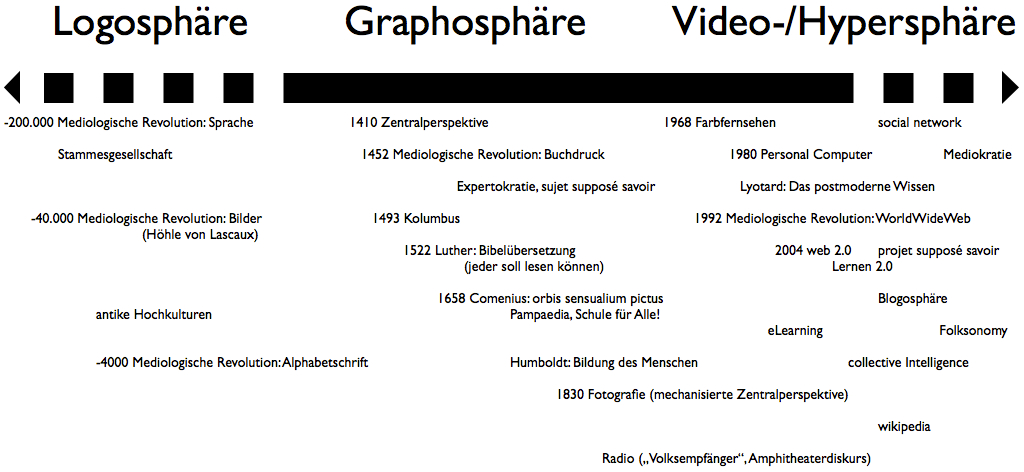 Logosphäre Graphosphäre Video-/Hypersphäre
-200.000 Mediologische Revolution: Sprache 1410 Zentralperspektive 1968 Farbfernsehen social network
Stammesgesellschaft 1452 Mediologische Revolution: Buchdruck 1980 Personal Computer Mediokratie
Expertokratie, sujet supposé savoir Lyotard: Das postmoderne Wissen
-40.000 Mediologische Revolution: Bilder 1493 Kolumbus 1992 Mediologische Revolution: WorldWideWeb
(Höhle von Lascaux)
1522 Luther: Bibelübersetzung 2004 web 2.0 projet supposé savoir
(jeder soll lesen können) Lernen 2.0
1658 Comenius: orbis sensualium pictus Blogosphäre
antike Hochkulturen Pampaedia, Schule für Alle!
eLearning Folksonomy
-4000 Mediologische Revolution: Alphabetschrift Humboldt: Bildung des Menschen collective Intelligence
1830 Fotografie (mechanisierte Zentralperspektive)
wikipedia
Radio („Volksempfänger“, Amphitheaterdiskurs)